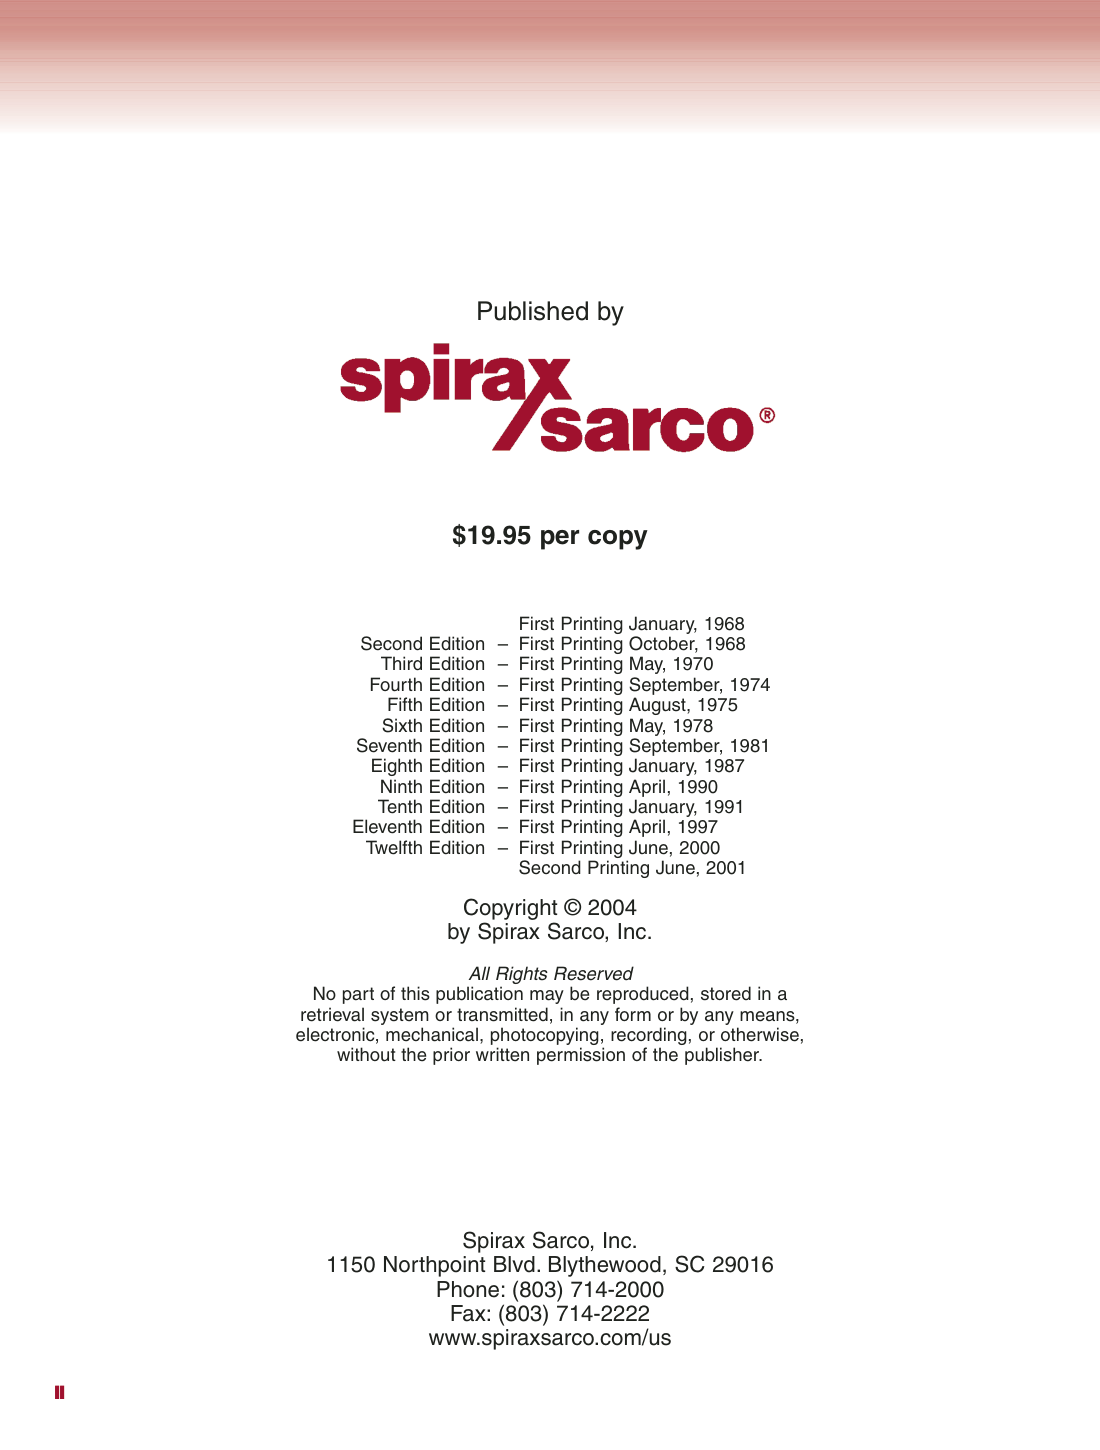 Published by
spirax
sarco®
$19.95 per copy
First Printing January, 1968
Second Edition – First Printing October, 1968
Third Edition – First Printing May, 1970
Fourth Edition – First Printing September, 1974
Fifth Edition – First Printing August, 1975
Sixth Edition – First Printing May, 1978
Seventh Edition – First Printing September, 1981
Eighth Edition – First Printing January, 1987
Ninth Edition – First Printing April, 1990
Tenth Edition – First Printing January, 1991
Eleventh Edition – First Printing April, 1997
Twelfth Edition – First Printing June, 2000
Second Printing June, 2001
Copyright © 2004
by Spirax Sarco, Inc.
All Rights Reserved
No part of this publication may be reproduced, stored in a
retrieval system or transmitted, in any form or by any means,
electronic, mechanical, photocopying, recording, or otherwise,
without the prior written permission of the publisher.
Spirax Sarco, Inc.
1150 Northpoint Blvd. Blythewood, SC 29016
Phone: (803) 714-2000
Fax: (803) 714-2222
www.spiraxsarco.com/us
II